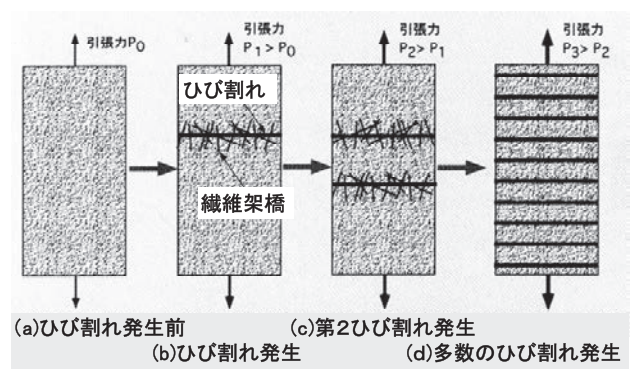 引張力P0
引張力
P1＞P0
引張力
P2＞P1
引張力
P3＞P2
ひび割れ
繊維架橋
(a)ひび割れ発生前
(b)ひび割れ発生
(c)第２ひび割れ発生
(d)多数のひび割れ発生